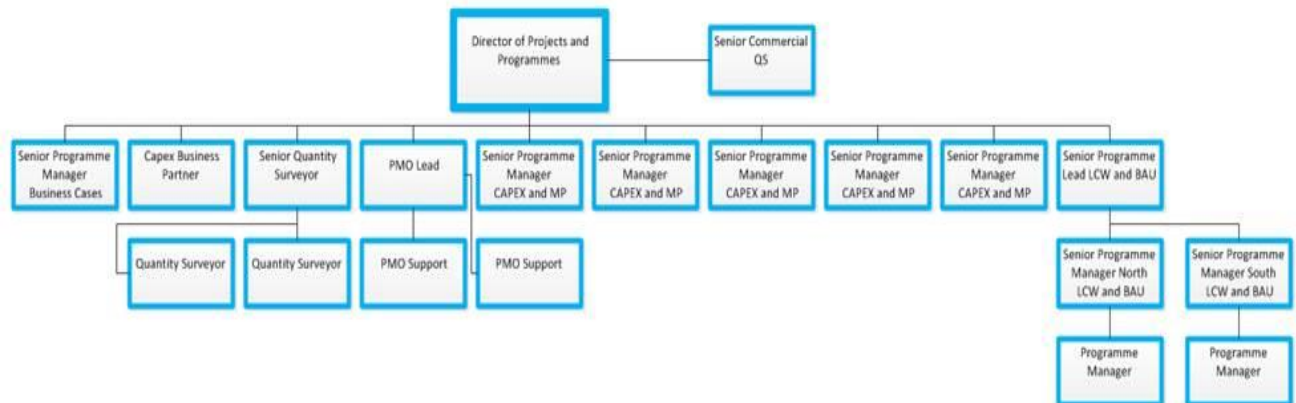 Director of Projects and
Programmes
Senior Commercial
QS
Senior Programme
Manager
Business Cases
Capex Business
Partner
Senior Quantity
Surveyor
PMO Lead
Senior Programme
Manager
CAPEX and MP
Senior Programme
Manager
CAPEX and MP
Senior Programme
Manager
CAPEX and MP
Senior Programme
Manager
CAPEX and MP
Senior Programme
Manager
CAPEX and MP
Senior Programme
Lead LCW and BAU
Quantity Surveyor
Quantity Surveyor
PMO Support
PMO Support
Senior Programme
Manager North
LCW and BAU
Senior Programme
Manager South
LCW and BAU
Programme
Manager
Programme
Manager